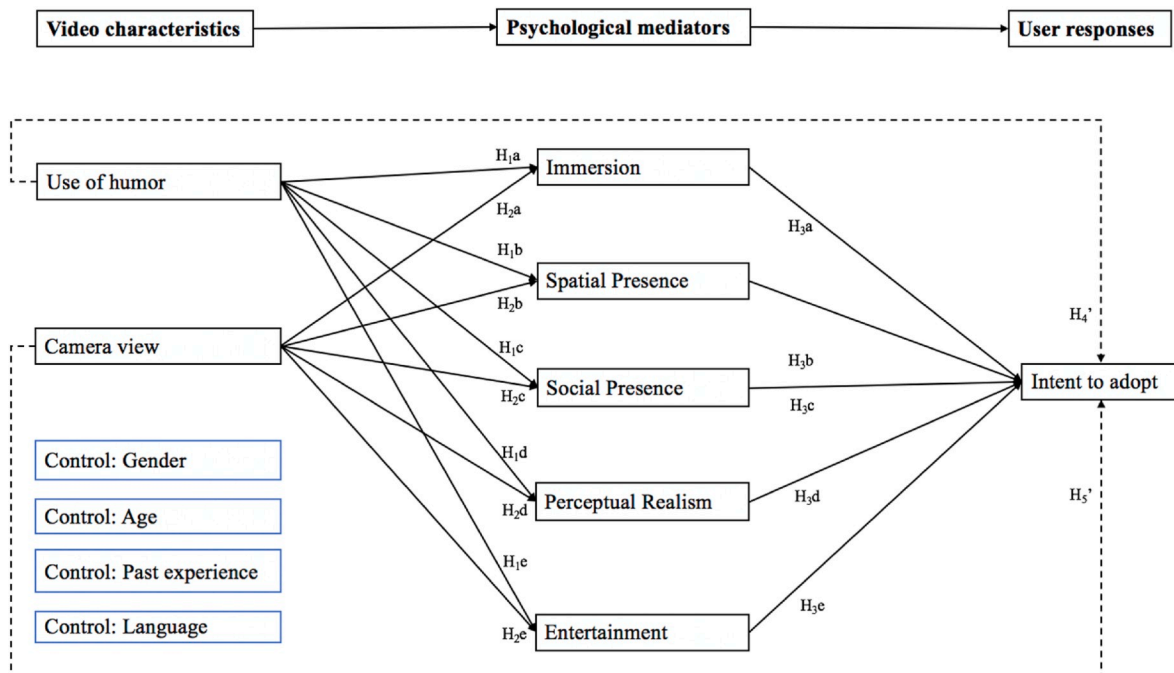 Video characteristics
Psychological mediators
User responses
Use of humor
Camera view
Control: Gender
Control: Age
Control: Past experience
Control: Language
H₁a
H₂a
H₁b
H₂b
H₁c
H₂c
H₁d
H₂d
H₁e
H₂e
Immersion
Spatial Presence
Social Presence
Perceptual Realism
Entertainment
H₃a
H₃b
H₃c
H₃d
H₃e
H₄’
Intent to adopt
H₅’